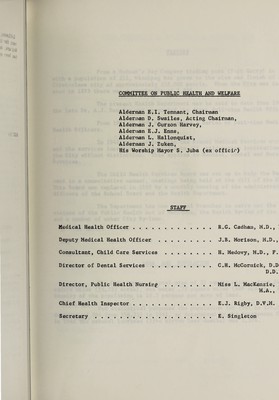 COMMITTEE ON PUBLIC HEALTH AND WELFARE
Alderman E.I. Tennant, Chairman
Alderman D. Swailes, Acting Chairman,
Alderman J. Gurzon Harvey,
Alderman E.J. Enns,
Alderman L. Hallonquist,
Alderman J. Zuken,
His Worship Mayor S. Juba (ex officio)
STAFF
Medical Health Officer . . . . . . . . . . . . . R.G. Cadham, M.D.,
Deputy Medical Health Officer . . . . . . . . . J.B. Morison, M.D.,
Consultant, Child Care Services . . . . . . . . H. Medovy, M.D., F.
Director of Dental Services . . . . . . . . . . C.H. McCormick, D.D
D.D.
Director, Public Health Nursing . . . . . . . . Miss L. MacKenzie,
M.A.,
Chief Health Inspector . . . . . . . . . . . . . E.J. Rigby, D.V.M.
Secretary . . . . . . . . . . . . . . . . . . . E. Singleton